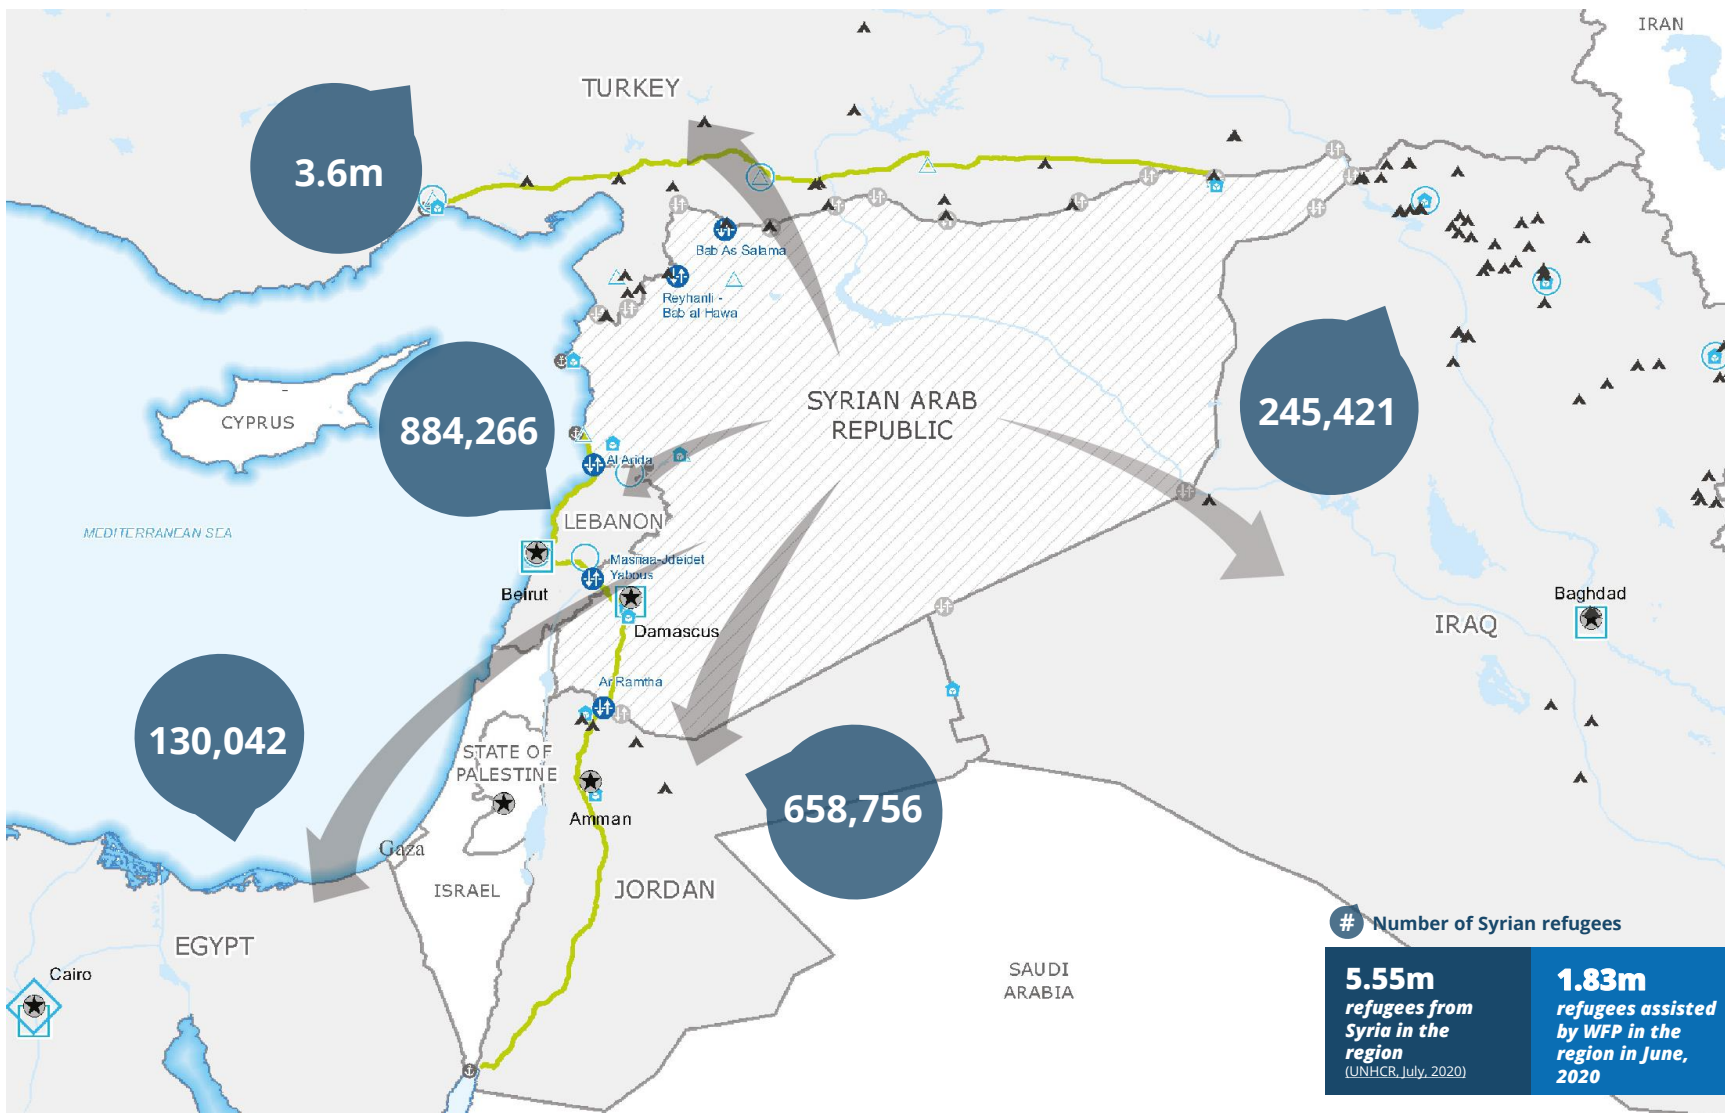 IRAN
TURKEY
3.6m
Bab As Salama
Reyhanli -
Bab al Hawa
SYRIAN ARAB
REPUBLIC
CYPRUS
884,266
245,421
Al Arida
MEDITERRANEAN SEA
LEBANON
Masnaa-Jdeidet
Yabous
Beirut
Damascus
Baghdad
IRAQ
Ar Ramtha
130,042
STATE OF
PALESTINE
658,756
Amman
Gaza
ISRAEL
JORDAN
EGYPT
Cairo
SAUDI
ARABIA
# Number of Syrian refugees
5.55m
refugees from
Syria in the
region
(UNHCR, July, 2020)
1.83m
refugees assisted
by WFP in the
region in June,
2020